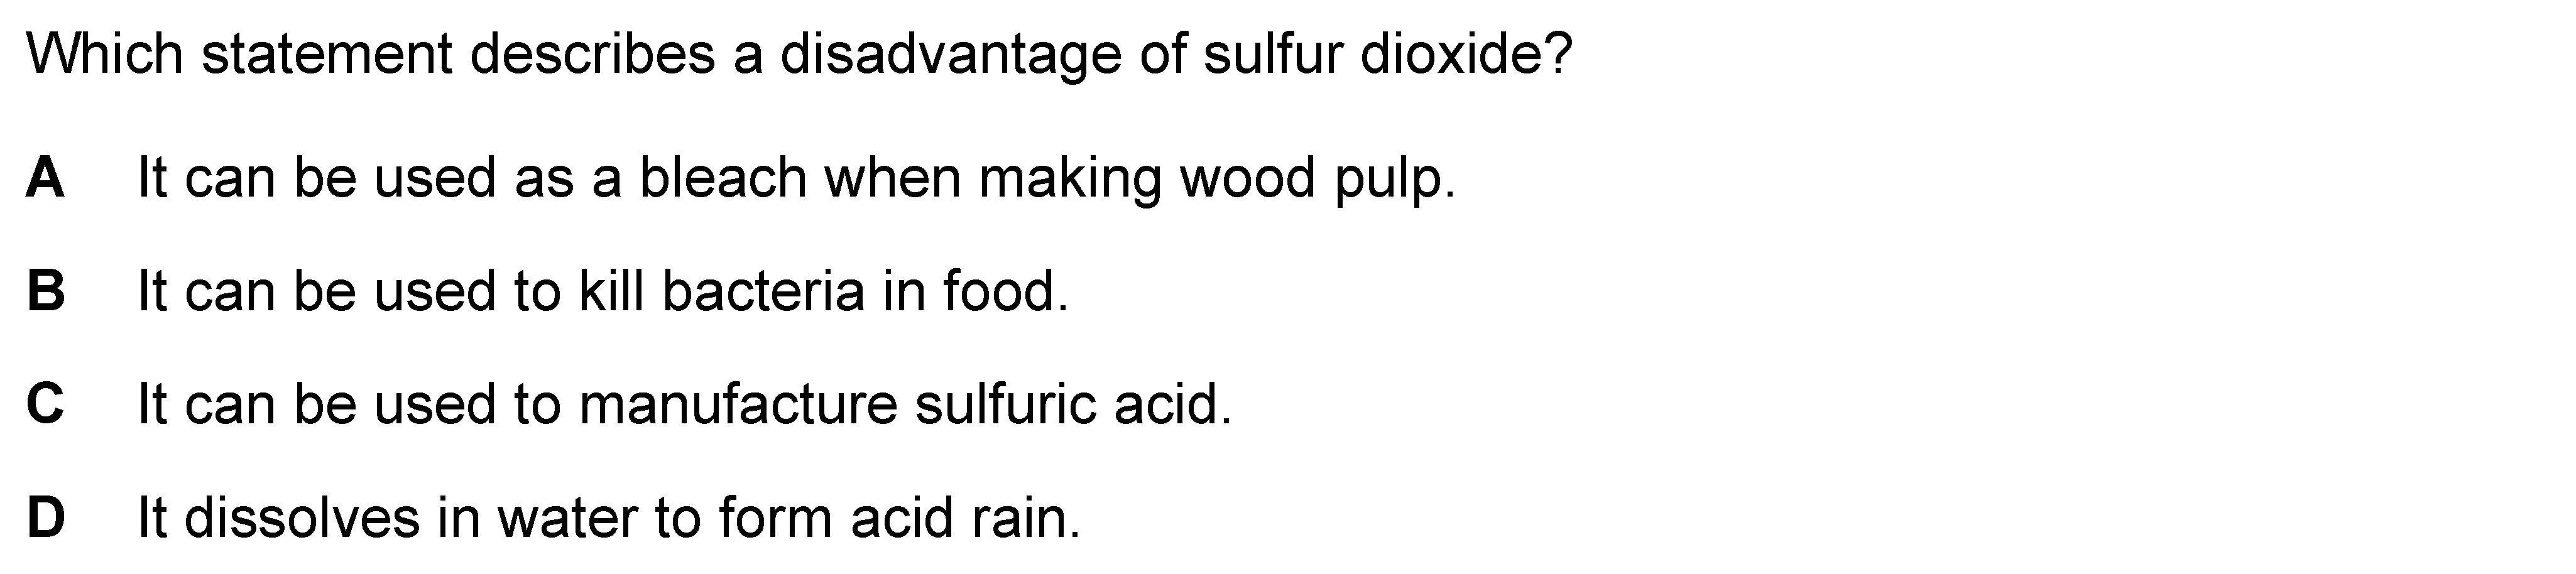 Which statement describes a disadvantage of sulfur dioxide?
A It can be used as a bleach when making wood pulp.
B It can be used to kill bacteria in food.
C It can be used to manufacture sulfuric acid.
D It dissolves in water to form acid rain.